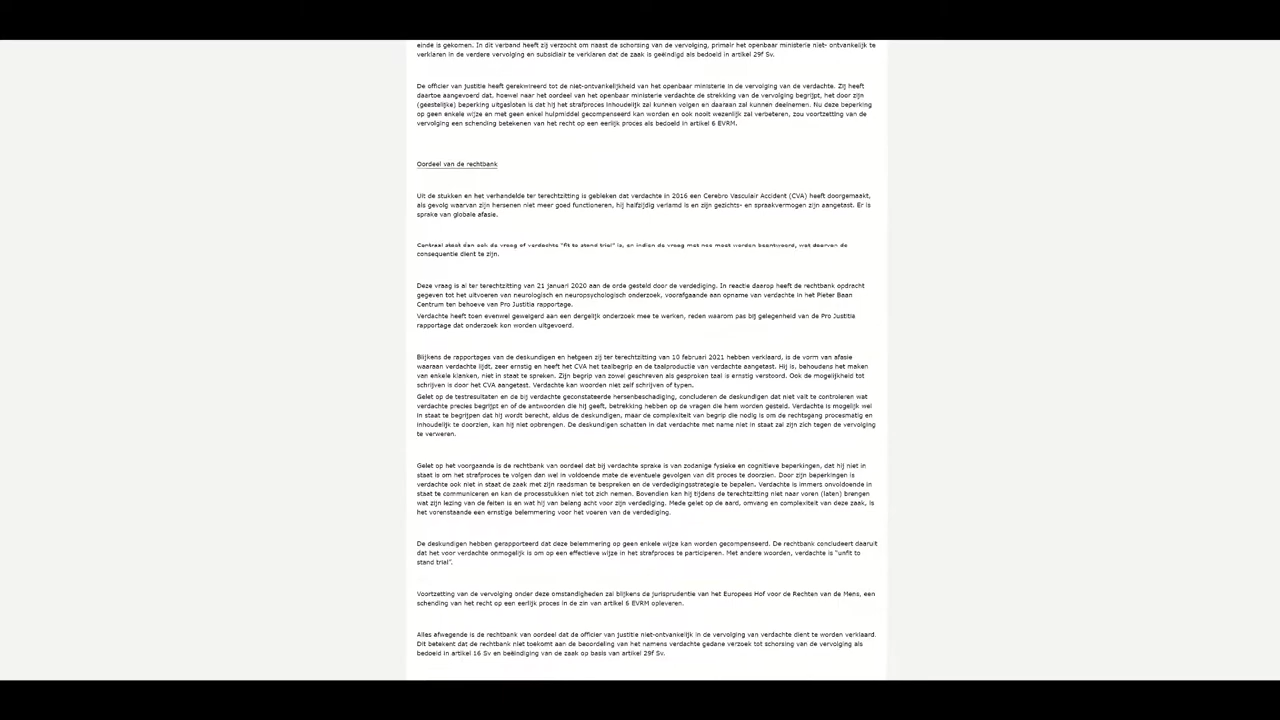 einde is gekomen. In dit verband heeft zij verzocht om naast de schorsing van de vervolging, primair het openbaar ministerie niet- ontvankelijk te
verklaren in de verdere vervolging en subsidiair te verklaren dat de zaak is geëindigd als bedoeld in artikel 29f Sv.
De officier van justitie heeft gerekwireerd tot de niet-ontvankelijkheid van het openbaar ministerie in de vervolging van de verdachte. Zij heeft
daartoe aangevoerd dat, hoewel naar het oordeel van het openbaar ministerie verdachte de strekking van de vervolging begrijpt, het door zijn
(geestelijke) beperking uitgesloten is dat hij het strafproces inhoudelijk zal kunnen volgen en daaraan zal kunnen deelnemen. Nu deze beperking
op geen enkele wijze en met geen enkel hulpmiddel gecompenseerd kan worden en ook nooit wezenlijk zal verbeteren, zou voortzetting van de
vervolging een schending betekenen van het recht op een eerlijk proces als bedoeld in artikel 6 EVRM.
Oordeel van de rechtbank
Uit de stukken en het verhandelde ter terechtzitting is gebleken dat verdachte in 2016 een Cerebro Vasculair Accident (CVA) heeft doorgemaakt,
als gevolg waarvan zijn hersenen niet meer goed functioneren, hij halfzijdig verlamd is en zijn gezichts- en spraakvermogen zijn aangetast. Er is
sprake van globale afasie.
Centraal staat dan ook de vraag of verdachte "fit to stand trial" is, en indien de vraag met nee moet worden beantwoord, wat daarvan de
consequentie dient te zijn.
Deze vraag is al ter terechtzitting van 21 januari 2020 aan de orde gesteld door de verdediging. In reactie daarop heeft de rechtbank opdracht
gegeven tot het uitvoeren van neurologisch en neuropsychologisch onderzoek, voorafgaande aan opname van verdachte in het Pieter Baan
Centrum ten behoeve van Pro Justitia rapportage.
Verdachte heeft toen evenwel geweigerd aan een dergelijk onderzoek mee te werken, reden waarom pas bij gelegenheid van de Pro Justitia
rapportage dat onderzoek kon worden uitgevoerd.
Blijkens de rapportages van de deskundigen en hetgeen zij ter terechtzitting van 10 februari 2021 hebben verklaard, is de vorm van afasie
waaraan verdachte lijdt, zeer ernstig en heeft het CVA het taalbegrip en de taalproductie van verdachte aangetast. Hij is, behoudens het maken
van enkele klanken, niet in staat te spreken. Zijn begrip van zowel geschreven als gesproken taal is ernstig verstoord. Ook de mogelijkheid tot
schrijven is door het CVA aangetast. Verdachte kan woorden niet zelf schrijven of typen.
Gelet op de testresultaten en de bij verdachte geconstateerde hersenbeschadiging, concluderen de deskundigen dat niet valt te controleren wat
verdachte precies begrijpt en of de antwoorden die hij geeft, betrekking hebben op de vragen die hem worden gesteld. Verdachte is mogelijk wel
in staat te begrijpen dat hij wordt berecht, aldus de deskundigen, maar de complexiteit van begrip die nodig is om de rechtsgang procesmatig en
inhoudelijk te doorzien, kan hij niet opbrengen. De deskundigen schatten in dat verdachte met name niet in staat zal zijn zich tegen de vervolging
te verweren.
Gelet op het voorgaande is de rechtbank van oordeel dat bij verdachte sprake is van zodanige fysieke en cognitieve beperkingen, dat hij niet in
staat is om het strafproces te volgen dan wel in voldoende mate de eventuele gevolgen van dit proces te doorzien. Door zijn beperkingen is
verdachte ook niet in staat de zaak met zijn raadsman te bespreken en de verdedigingsstrategie te bepalen. Verdachte is immers onvoldoende in
staat te communiceren en kan de processtukken niet tot zich nemen. Bovendien kan hij tijdens de terechtzitting niet naar voren (laten) brengen
wat zijn lezing van de feiten is en wat hij van belang acht voor zijn verdediging. Mede gelet op de aard, omvang en complexiteit van deze zaak, is
het vorenstaande een ernstige belemmering voor het voeren van de verdediging.
De deskundigen hebben gerapporteerd dat deze belemmering op geen enkele wijze kan worden gecompenseerd. De rechtbank concludeert daaruit
dat het voor verdachte onmogelijk is om op een effectieve wijze in het strafproces te participeren. Met andere woorden, verdachte is "unfit to
stand trial".
Voortzetting van de vervolging onder deze omstandigheden zal blijkens de jurisprudentie van het Europees Hof voor de Rechten van de Mens, een
schending van het recht op een eerlijk proces in de zin van artikel 6 EVRM opleveren.
Alles afwegende is de rechtbank van oordeel dat de officier van justitie niet-ontvankelijk in de vervolging van verdachte dient te worden verklaard.
Dit betekent dat de rechtbank niet toekomt aan de beoordeling van het namens verdachte gedane verzoek tot schorsing van de vervolging als
bedoeld in artikel 16 Sv en beëindiging van de zaak op basis van artikel 29f Sv.